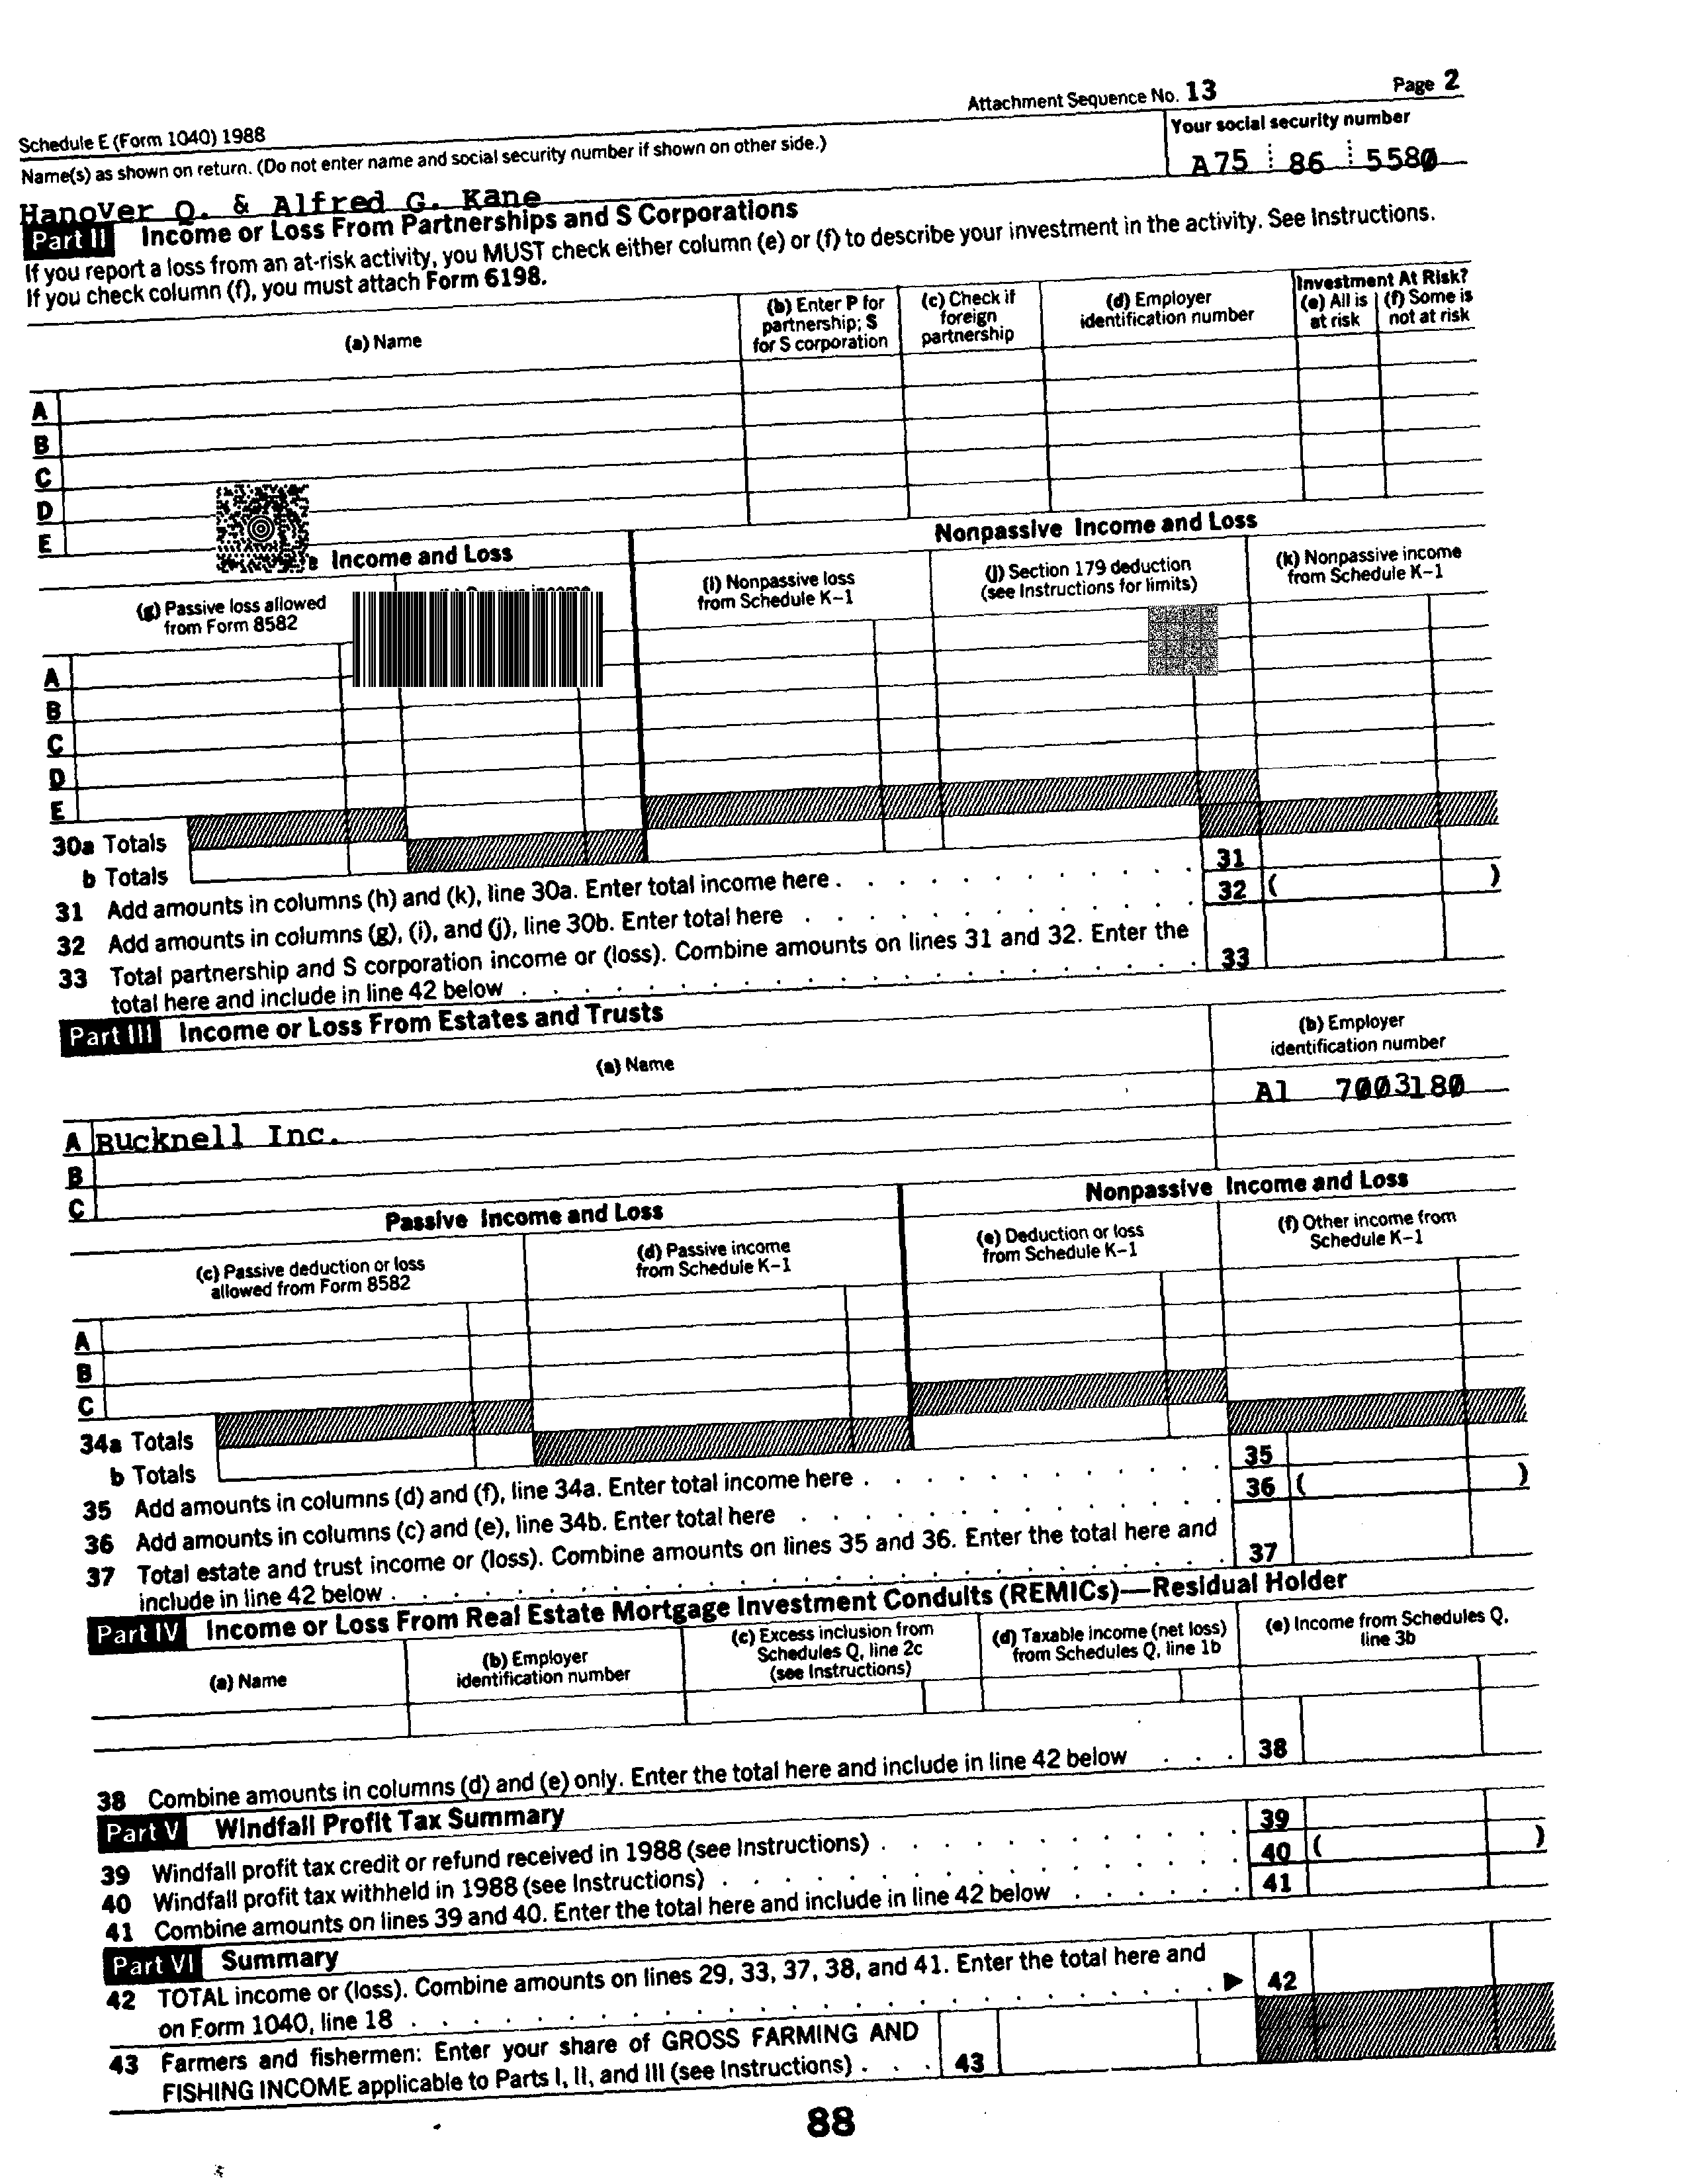 Attachment Sequence No. 13 Page 2
Schedule E (Form 1040) 1988
Name(s) as shown on return. (Do not enter name and social security number if shown on other side.)
Your social security number
Hanover Q. & Alfred G. Kane
A75 86 5580
Part II Income or Loss From Partnerships and S Corporations
If you report a loss from an at-risk activity, you MUST check either column (e) or (f) to describe your investment in the activity. See Instructions.
If you check column (f), you must attach Form 6198.
(a) Name
(b) Enter P for partnership; S for S corporation
(c) Check if foreign partnership
(d) Employer identification number
Investment At Risk?
(e) All is at risk
(f) Some is not at risk
A
B
C
D
E
Income and Loss
Nonpassive Income and Loss
(g) Passive loss allowed from Form 8582
(i) Nonpassive loss from Schedule K-1
(j) Section 179 deduction (see Instructions for limits)
(k) Nonpassive income from Schedule K-1
A
B
C
D
E
30a Totals
b Totals
31 Add amounts in columns (h) and (k), line 30a. Enter total income here . . . 31
32 Add amounts in columns (g), (i), and (j), line 30b. Enter total here . . . 32 ( )
33 Total partnership and S corporation income or (loss). Combine amounts on lines 31 and 32. Enter the
total here and include in line 42 below . . . 33
Part III Income or Loss From Estates and Trusts
(a) Name
(b) Employer identification number
A Bucknell Inc. A1 7003180
B
C
Passive Income and Loss
Nonpassive Income and Loss
(c) Passive deduction or loss allowed from Form 8582
(d) Passive income from Schedule K-1
(e) Deduction or loss from Schedule K-1
(f) Other income from Schedule K-1
A
B
C
34a Totals
b Totals
35 Add amounts in columns (d) and (f), line 34a. Enter total income here . . . 35
36 Add amounts in columns (c) and (e), line 34b. Enter total here . . . 36 ( )
37 Total estate and trust income or (loss). Combine amounts on lines 35 and 36. Enter the total here and
include in line 42 below . . . 37
Part IV Income or Loss From Real Estate Mortgage Investment Conduits (REMICs)—Residual Holder
(a) Name
(b) Employer identification number
(c) Excess inclusion from Schedules Q, line 2c (see Instructions)
(d) Taxable income (net loss) from Schedules Q, line 1b
(e) Income from Schedules Q, line 3b
38 Combine amounts in columns (d) and (e) only. Enter the total here and include in line 42 below . . . 38
Part V Windfall Profit Tax Summary
39 Windfall profit tax credit or refund received in 1988 (see Instructions) . . . 39
40 Windfall profit tax withheld in 1988 (see Instructions) . . . 40 ( )
41 Combine amounts on lines 39 and 40. Enter the total here and include in line 42 below . . . 41
Part VI Summary
42 TOTAL income or (loss). Combine amounts on lines 29, 33, 37, 38, and 41. Enter the total here and
on Form 1040, line 18 . . . ▶ 42
43 Farmers and fishermen: Enter your share of GROSS FARMING AND
FISHING INCOME applicable to Parts I, II, and III (see Instructions) . . . 43
88